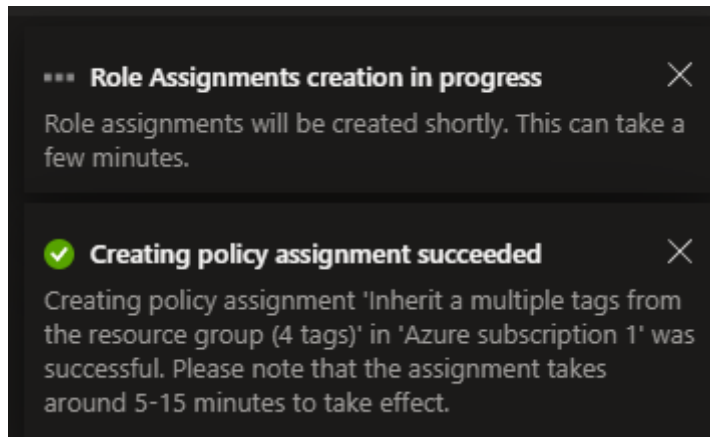 Role Assignments creation in progress
Role assignments will be created shortly. This can take a
few minutes.
Creating policy assignment succeeded
Creating policy assignment 'Inherit a multiple tags from
the resource group (4 tags)' in 'Azure subscription 1' was
successful. Please note that the assignment takes
around 5-15 minutes to take effect.